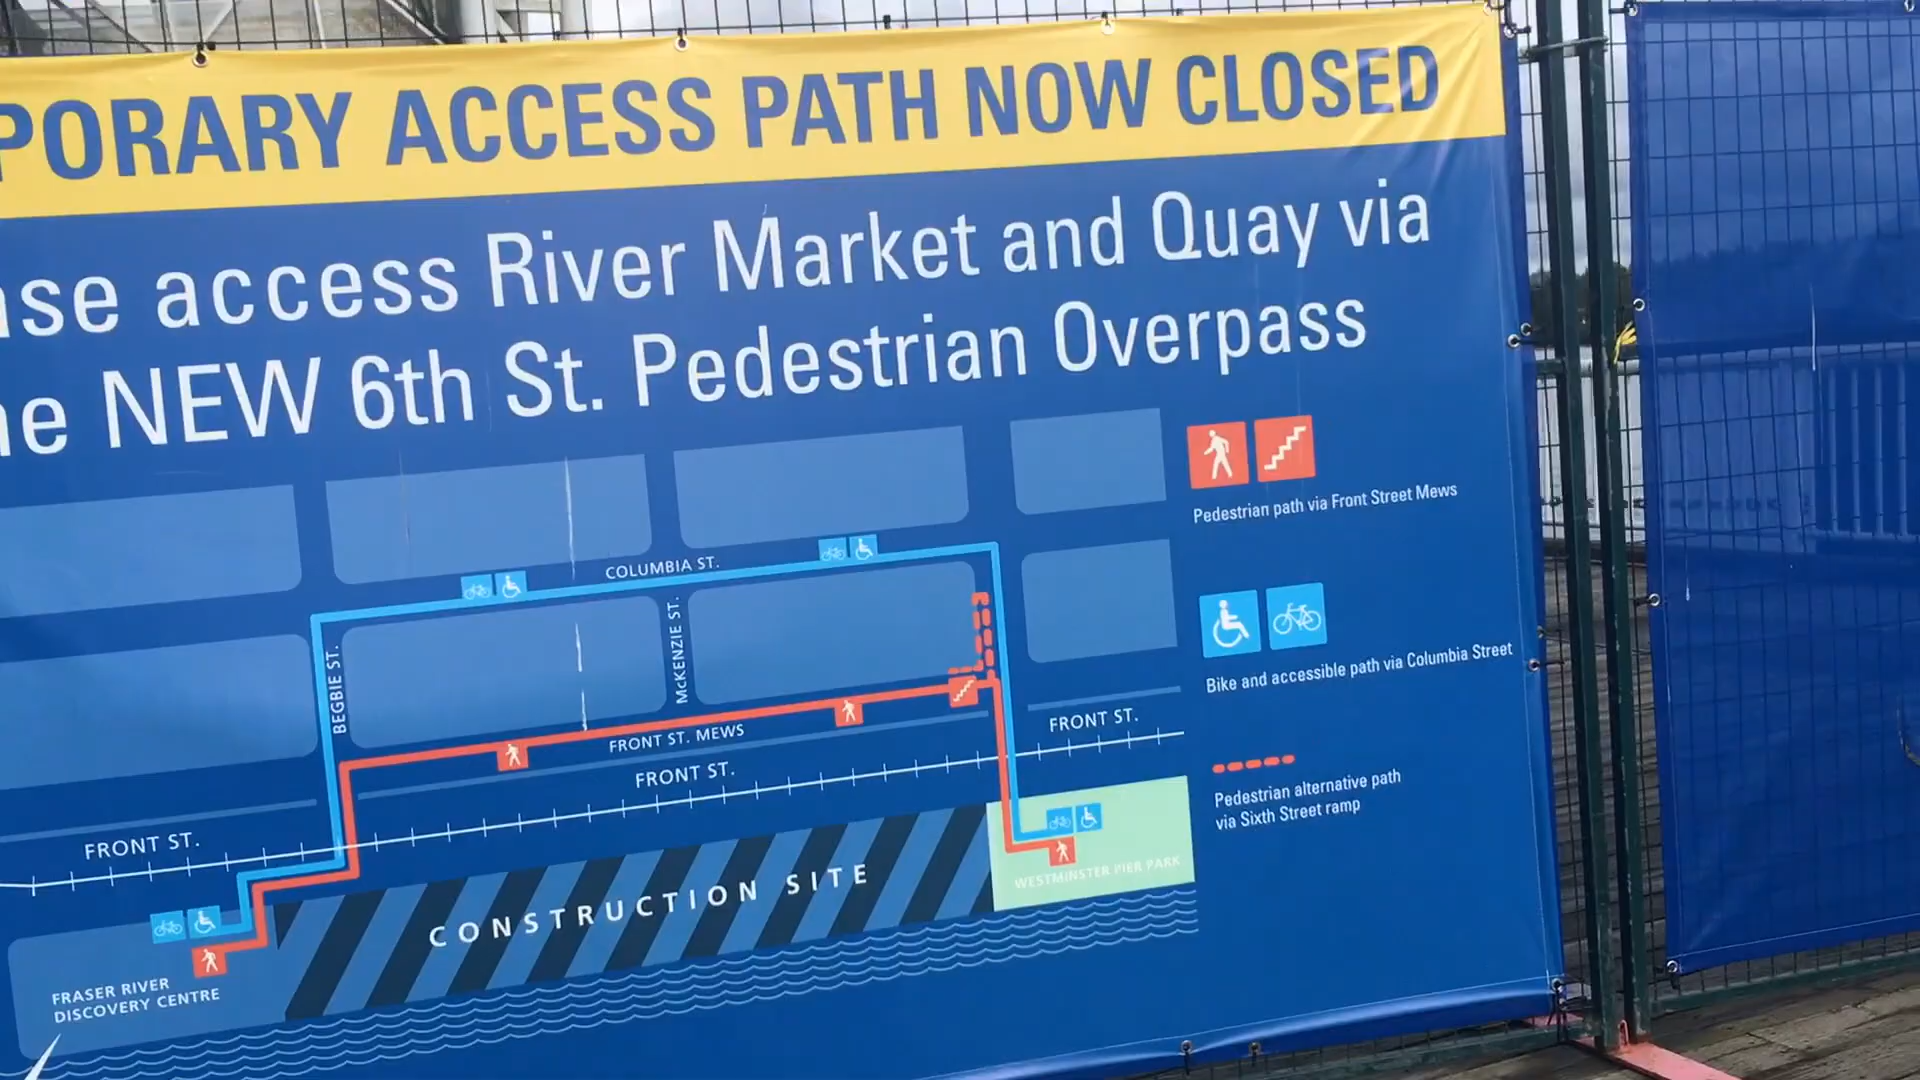 PORARY ACCESS PATH NOW CLOSED
ase access River Market and Quay via
he NEW 6th St. Pedestrian Overpass
Pedestrian path via Front Street Mews
COLUMBIA ST.
BEGBIE ST.
McKENZIE ST.
Bike and accessible path via Columbia Street
FRONT ST. MEWS
FRONT ST.
FRONT ST.
FRONT ST.
Pedestrian alternative path
via Sixth Street ramp
CONSTRUCTION SITE
WESTMINSTER PIER PARK
FRASER RIVER
DISCOVERY CENTRE